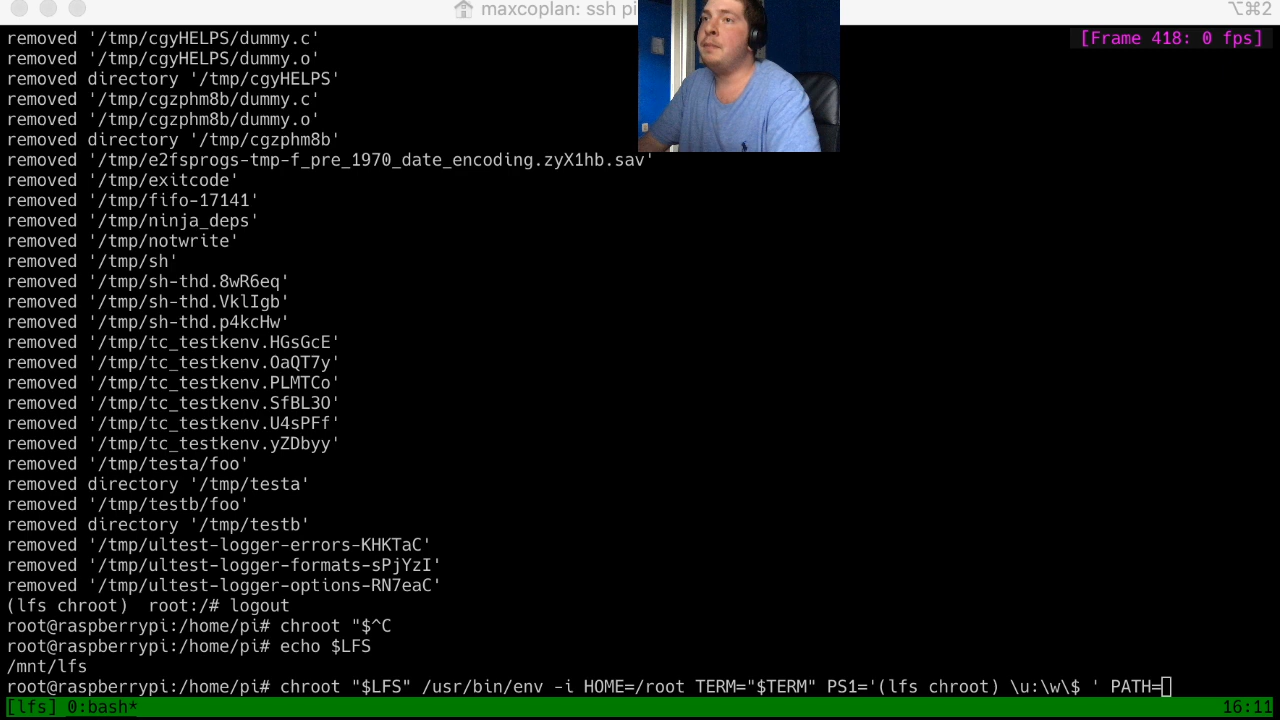 maxcoplan: ssh pi
⌥⌘2
[Frame 418: 0 fps]
removed '/tmp/cgyHELPS/dummy.c'
removed '/tmp/cgyHELPS/dummy.o'
removed directory '/tmp/cgyHELPS'
removed '/tmp/cgzphm8b/dummy.c'
removed '/tmp/cgzphm8b/dummy.o'
removed directory '/tmp/cgzphm8b'
removed '/tmp/e2fsprogs-tmp-f_pre_1970_date_encoding.zyX1hb.sav'
removed '/tmp/exitcode'
removed '/tmp/fifo-17141'
removed '/tmp/ninja_deps'
removed '/tmp/notwrite'
removed '/tmp/sh'
removed '/tmp/sh-thd.8wR6eq'
removed '/tmp/sh-thd.VklIgb'
removed '/tmp/sh-thd.p4kcHw'
removed '/tmp/tc_testkenv.HGsGcE'
removed '/tmp/tc_testkenv.OaQT7y'
removed '/tmp/tc_testkenv.PLMTCo'
removed '/tmp/tc_testkenv.SfBL3O'
removed '/tmp/tc_testkenv.U4sPFf'
removed '/tmp/tc_testkenv.yZDbyy'
removed '/tmp/testa/foo'
removed directory '/tmp/testa'
removed '/tmp/testb/foo'
removed directory '/tmp/testb'
removed '/tmp/ultest-logger-errors-KHKTaC'
removed '/tmp/ultest-logger-formats-sPjYzI'
removed '/tmp/ultest-logger-options-RN7eaC'
(lfs chroot)  root:/# logout
root@raspberrypi:/home/pi# chroot "$^C
root@raspberrypi:/home/pi# echo $LFS
/mnt/lfs
root@raspberrypi:/home/pi# chroot "$LFS" /usr/bin/env -i HOME=/root TERM="$TERM" PS1='(lfs chroot) \u:\w\$ ' PATH=
[lfs] 0:bash*
16:11